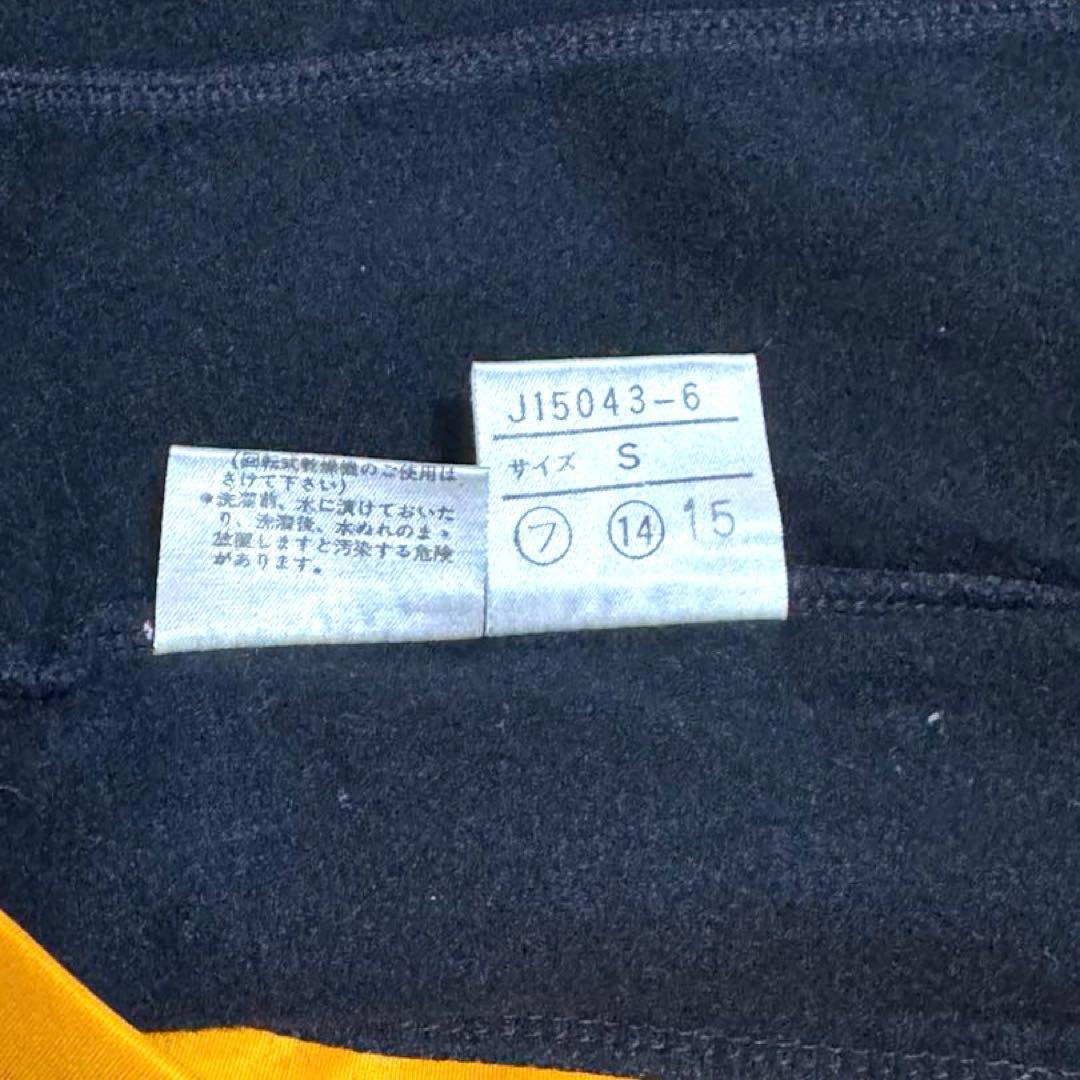 (回転式乾燥機のご使用は
さけて下さい)
●洗濯前、水に漬けておいた
り、洗濯後、水ぬれのまゝ
放置しますと汚染する危険
があります。
J15043-6
サイズ S
フ 14 15